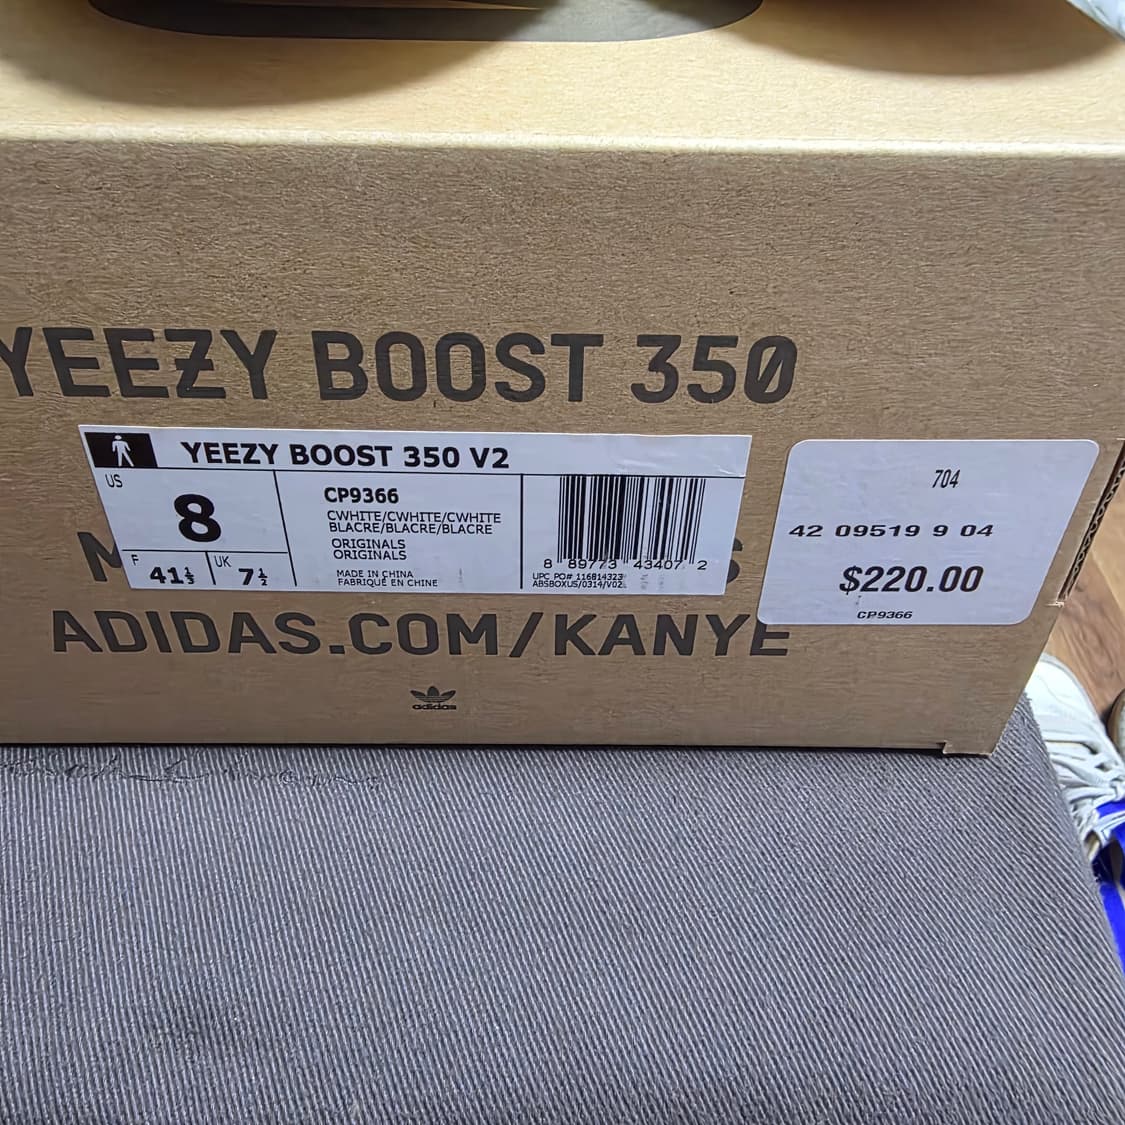 YEEZY BOOST 350
YEEZY BOOST 350 V2
US
8
F
41⅓
UK
7½
CP9366
CWHITE/CWHITE/CWHITE
BLACRE/BLACRE/BLACRE
ORIGINALS
ORIGINALS
MADE IN CHINA
FABRIQUÉ EN CHINE
8 89773 43407 2
UPC PO# 116814323
ABSBOXUS/0314/V02
704
42 09519 9 04
$220.00
CP9366
ADIDAS.COM/KANYE
adidas